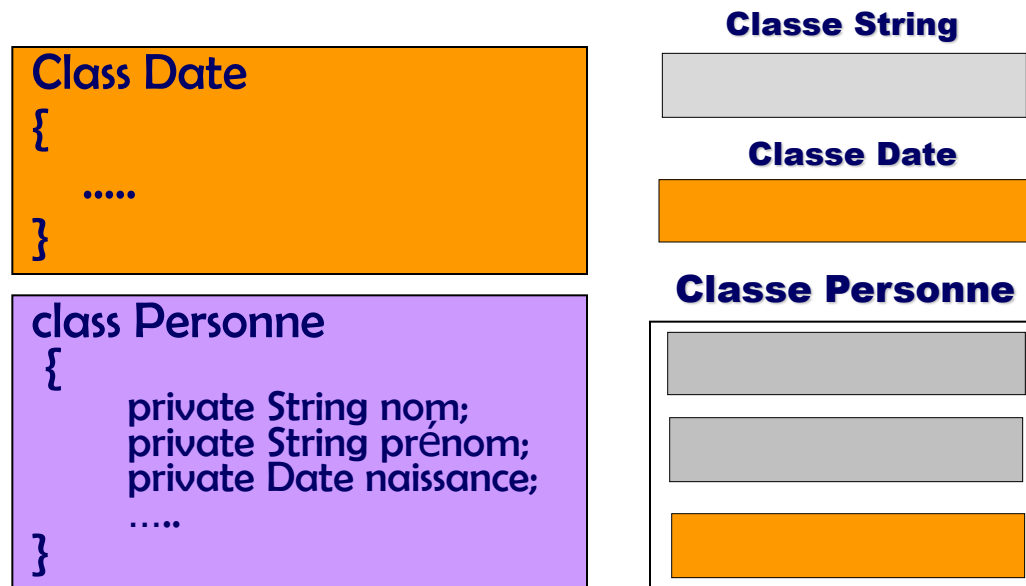 Class Date
{
.....
}
class Personne
{
private String nom;
private String prénom;
private Date naissance;
.....
}
Classe String
Classe Date
Classe Personne